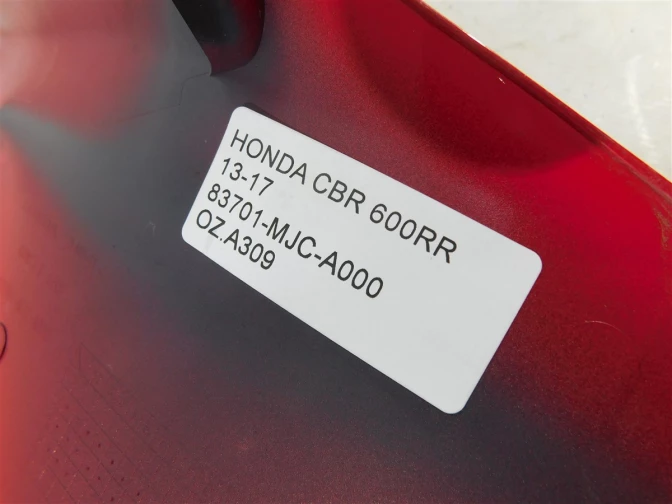 HONDA CBR 600RR
13-17
83701-MJC-A000
OZ.A309